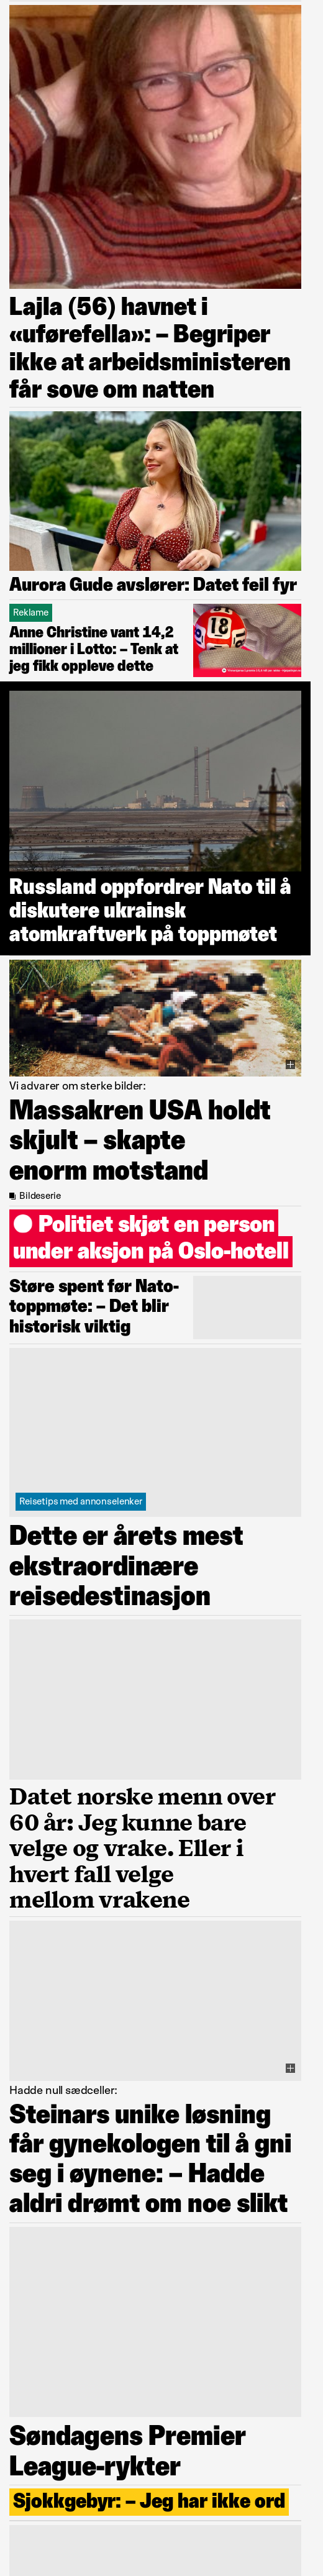 Lajla (56) havnet i
«uførefella»: – Begriper
ikke at arbeidsministeren
får sove om natten
Aurora Gude avslører: Datet feil fyr
Reklame
Anne Christine vant 14,2
millioner i Lotto: – Tenk at
jeg fikk oppleve dette
18
Russland oppfordrer Nato til å
diskutere ukrainsk
atomkraftverk på toppmøtet
Vi advarer om sterke bilder:
Massakren USA holdt
skjult – skapte
enorm motstand
Bildeserie
Politiet skjøt en person
under aksjon på Oslo-hotell
Større spent før Nato-
toppmøte: – Det blir
historisk viktig
Reisetips med annonselenker
Dette er årets mest
ekstraordinære
reisedestinasjon
Datet norske menn over
60 år: Jeg kunne bare
velge og vrake. Eller i
hvert fall velge
mellom vrakene
Hadde null sædceller:
Steinars unike løsning
får gynekologen til å gni
seg i øynene: – Hadde
aldri drømt om noe slikt
Søndagens Premier
League-rykter
Sjokkgebyr: – Jeg har ikke ord